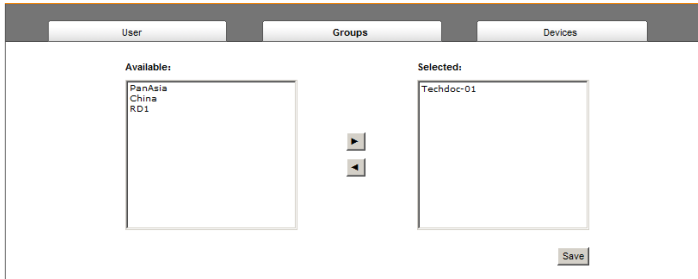 User Groups Devices
Available: Selected:
PanAsia Techdoc-01
China
RD1
Save